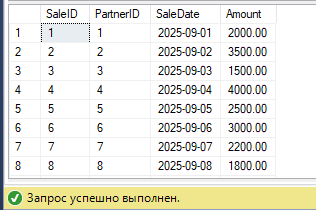 SaleID PartnerID SaleDate Amount
1 1 1 2025-09-01 2000.00
2 2 2 2025-09-02 3500.00
3 3 3 2025-09-03 1500.00
4 4 4 2025-09-04 4000.00
5 5 5 2025-09-05 2500.00
6 6 6 2025-09-06 3000.00
7 7 7 2025-09-07 2200.00
8 8 8 2025-09-08 1800.00
Запрос успешно выполнен.